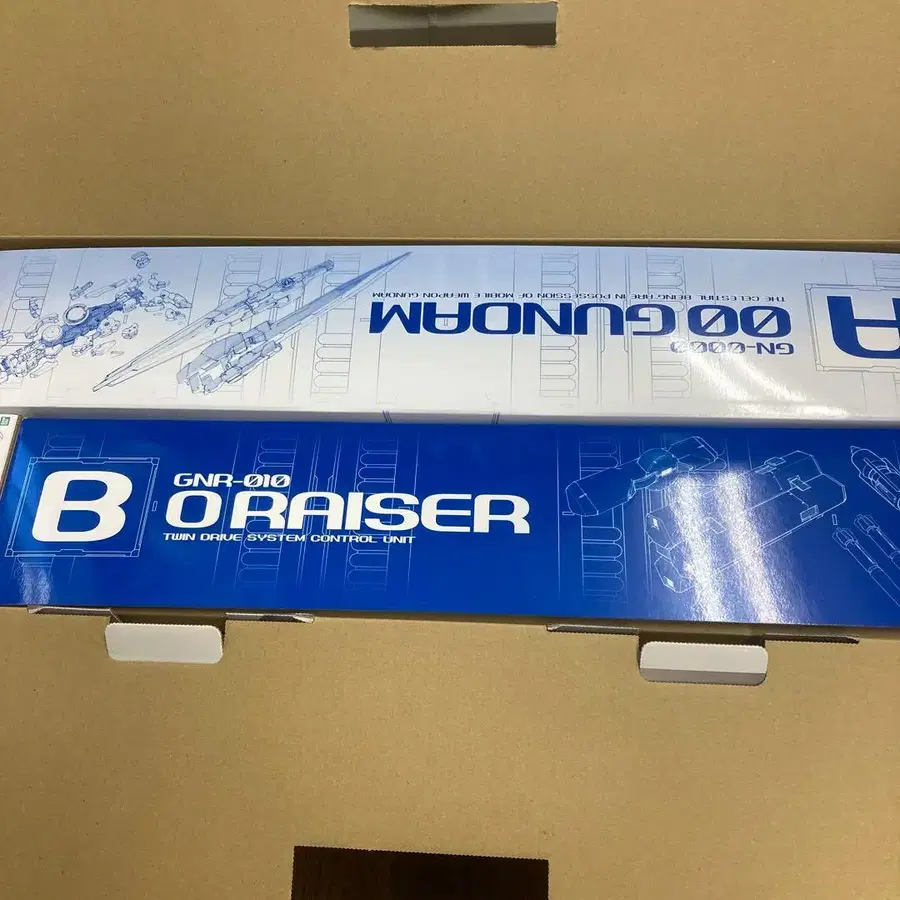 A
GN-0000
00 GUNDAM
THE CELESTIAL BEING ARE IN POSSESSION OF MOBILE WEAPON GUNDAM
B
GNR-010
O RAISER
TWIN DRIVE SYSTEM CONTROL UNIT